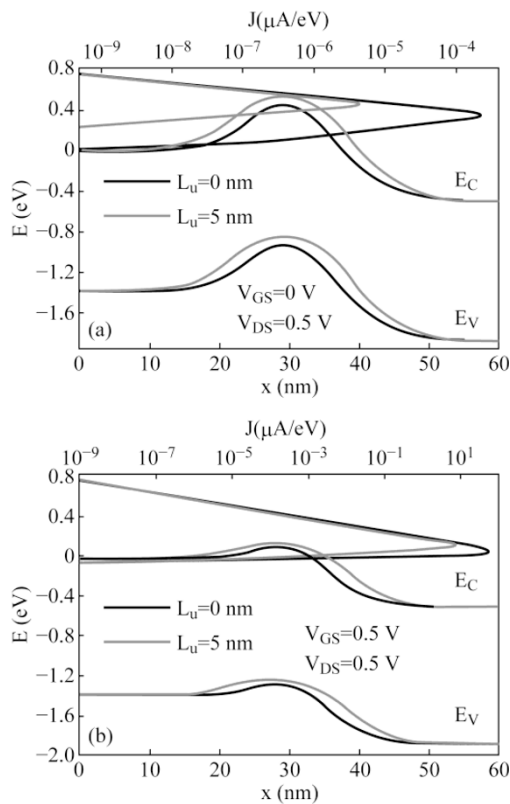 J(μA/eV)
10⁻⁹ 10⁻⁸ 10⁻⁷ 10⁻⁶ 10⁻⁵ 10⁻⁴
0.8
0.4
0
−0.4
−0.8
−1.2
−1.6
E (eV)
L_u=0 nm
L_u=5 nm
E_C
V_GS=0 V
V_DS=0.5 V
E_V
(a)
0 10 20 30 40 50 60
x (nm)
J(μA/eV)
10⁻⁹ 10⁻⁷ 10⁻⁵ 10⁻³ 10⁻¹ 10¹
0.8
0.4
0
−0.4
−0.8
−1.2
−1.6
−2.0
E (eV)
E_C
L_u=0 nm
L_u=5 nm
V_GS=0.5 V
V_DS=0.5 V
E_V
(b)
0 10 20 30 40 50 60
x (nm)